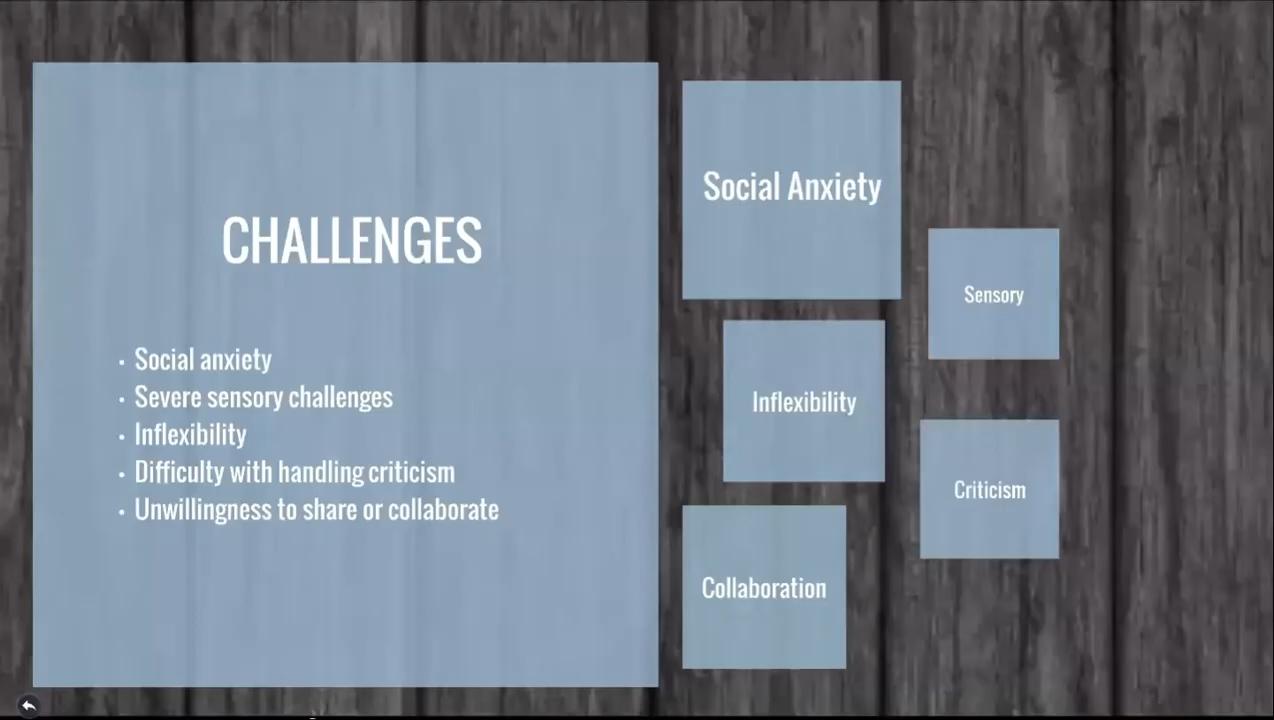 CHALLENGES
• Social anxiety
• Severe sensory challenges
• Inflexibility
• Difficulty with handling criticism
• Unwillingness to share or collaborate
Social Anxiety
Sensory
Inflexibility
Criticism
Collaboration